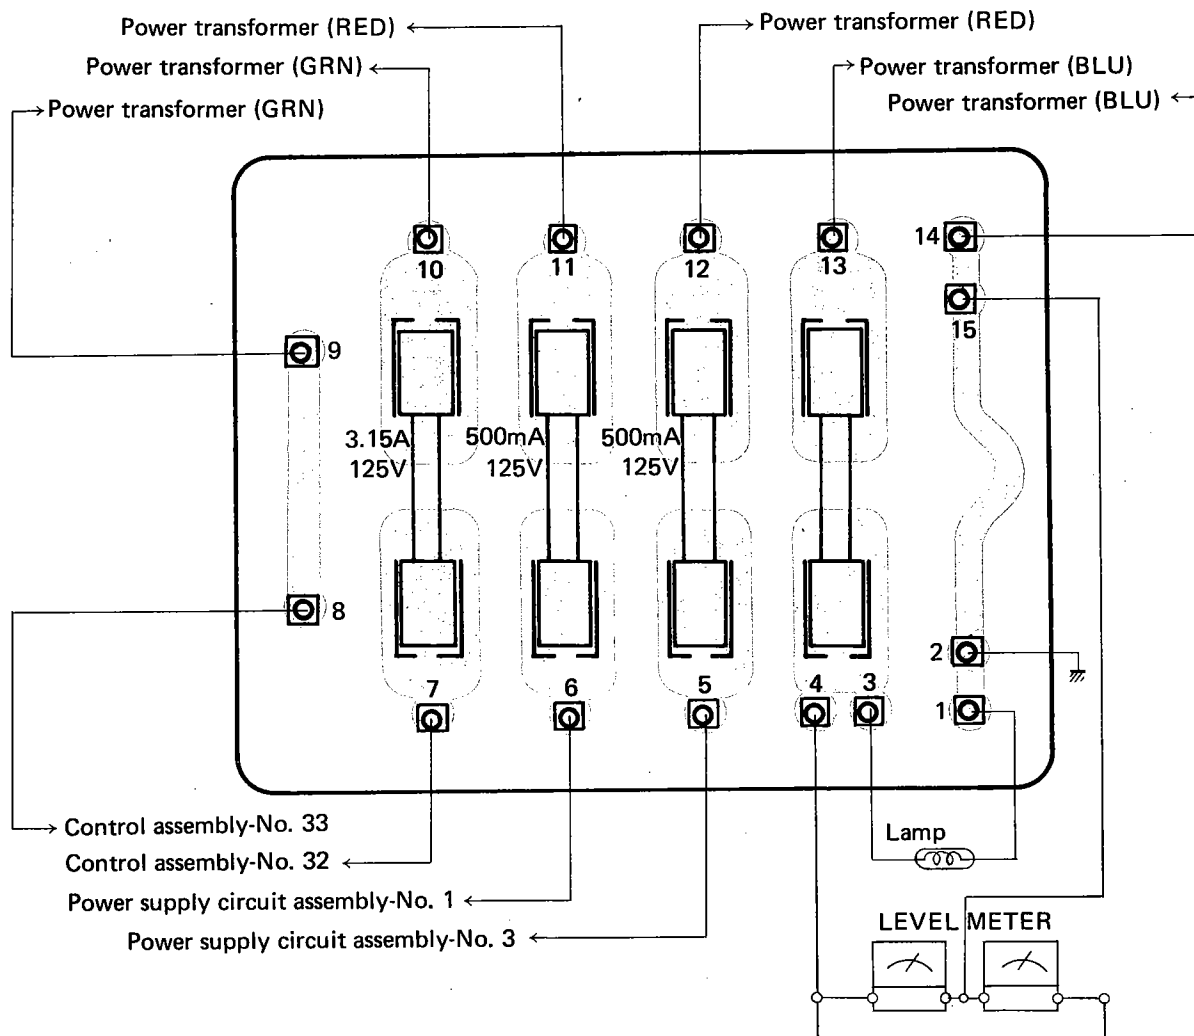 Power transformer (RED)
Power transformer (RED)
Power transformer (GRN)
Power transformer (BLU)
Power transformer (GRN)
Power transformer (BLU)
10
11
12
13
14
15
9
3.15A
125V
500mA
125V
500mA
125V
8
7
6
5
4
3
2
1
Control assembly-No. 33
Control assembly-No. 32
Power supply circuit assembly-No. 1
Power supply circuit assembly-No. 3
Lamp
LEVEL METER